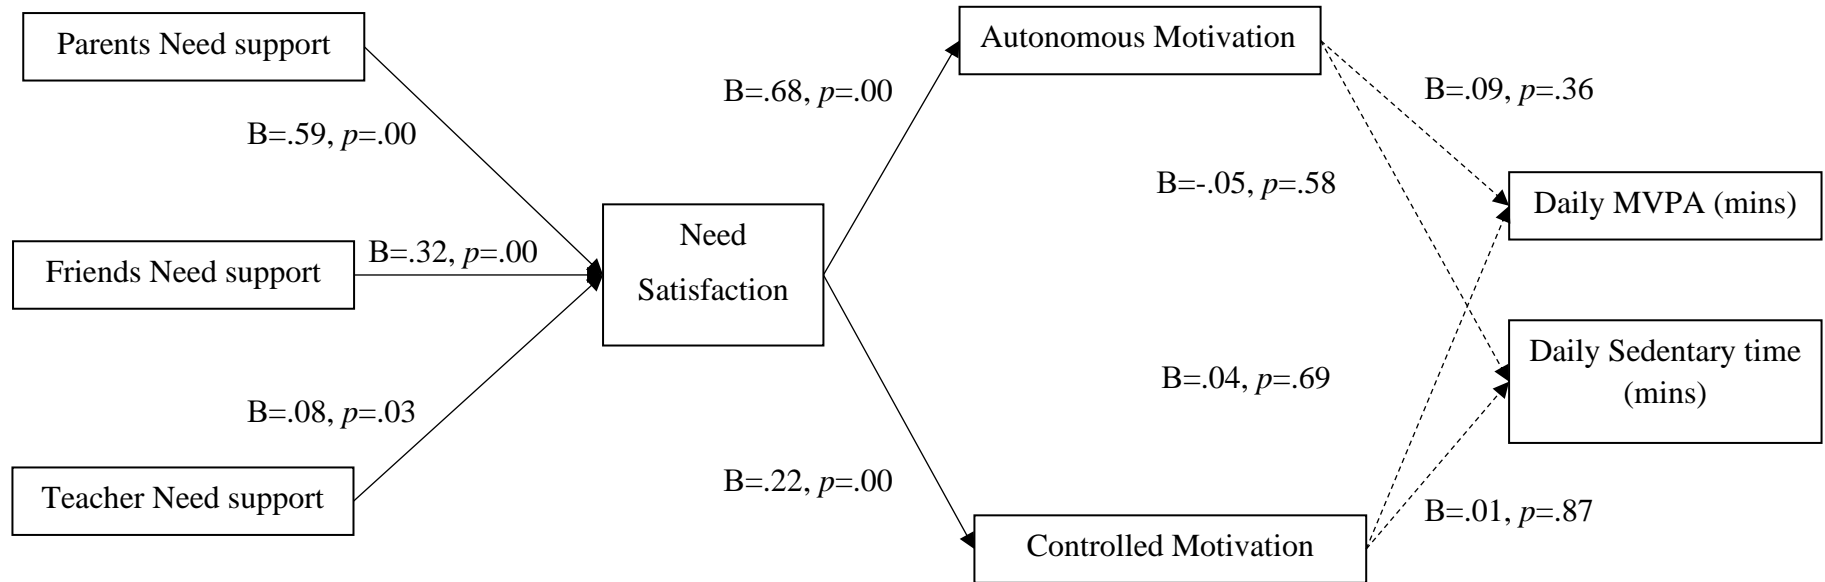 Parents Need support
B=.59, p=.00
Friends Need support
B=.32, p=.00
Teacher Need support
B=.08, p=.03
Need
Satisfaction
B=.68, p=.00
B=.22, p=.00
Autonomous Motivation
Controlled Motivation
B=.09, p=.36
B=-.05, p=.58
B=.04, p=.69
B=.01, p=.87
Daily MVPA (mins)
Daily Sedentary time
(mins)